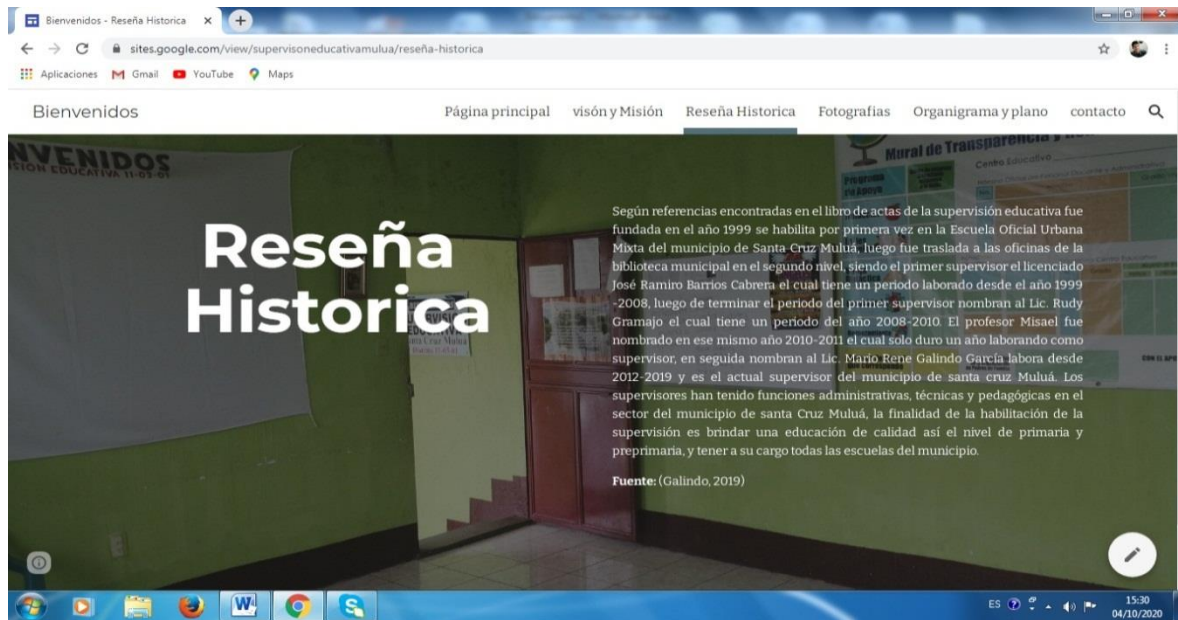 Bienvenidos - Reseña Historica
sites.google.com/view/supervisoneducativamulua/reseña-historica
Aplicaciones Gmail YouTube Maps
Bienvenidos Página principal visón y Misión Reseña Historica Fotografias Organigrama y plano contacto
NVENIDOS
ISION EDUCATIVA 11-03-01
Mural de Transparencia y
Centro Educativo
Programa
de Apoyo
Reseña
Historica
Según referencias encontradas en el libro de actas de la supervisión educativa fue
fundada en el año 1999 se habilita por primera vez en la Escuela Oficial Urbana
Mixta del municipio de Santa Cruz Muluá, luego fue traslada a las oficinas de la
biblioteca municipal en el segundo nivel, siendo el primer supervisor el licenciado
José Ramiro Barrios Cabrera el cual tiene un periodo laborado desde el año 1999
-2008, luego de terminar el periodo del primer supervisor nombran al Lic. Rudy
Gramajo el cual tiene un periodo del año 2008-2010. El profesor Misael fue
nombrado en ese mismo año 2010-2011 el cual solo duro un año laborando como
supervisor, en seguida nombran al Lic. Mario Rene Galindo García labora desde
2012-2019 y es el actual supervisor del municipio de santa cruz Muluá. Los
supervisores han tenido funciones administrativas, técnicas y pedagógicas en el
sector del municipio de santa Cruz Muluá, la finalidad de la habilitación de la
supervisión es brindar una educación de calidad así el nivel de primaria y
preprimaria, y tener a su cargo todas las escuelas del municipio.
Fuente: (Galindo, 2019)
ES 15:30
04/10/2020